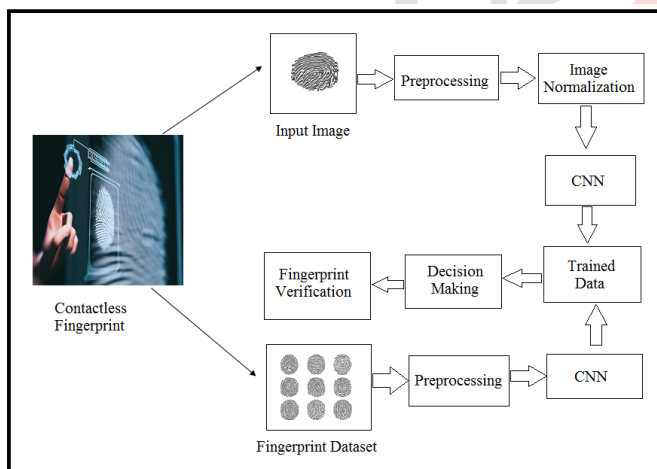 Input Image
Preprocessing
Image
Normalization
CNN
Contactless
Fingerprint
Fingerprint
Verification
Decision
Making
Trained
Data
Fingerprint Dataset
Preprocessing
CNN